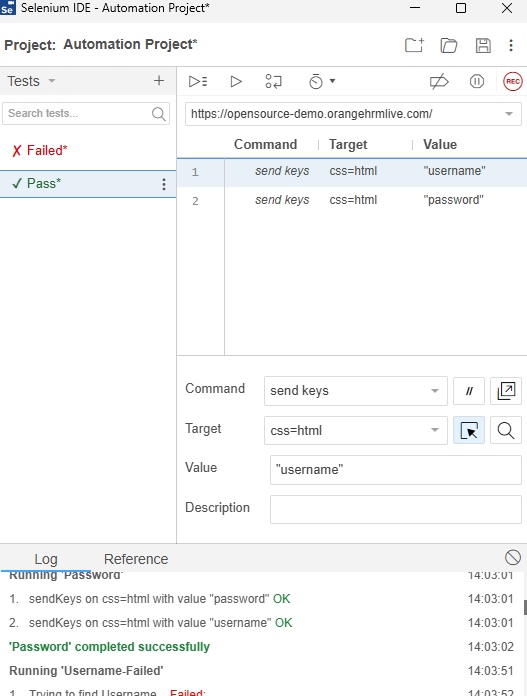 Se Selenium IDE - Automation Project*
Project: Automation Project*
Tests
Search tests...
✗ Failed*
✓ Pass*
REC
https://opensource-demo.orangehrmlive.com/
Command Target Value
1 send keys css=html "username"
2 send keys css=html "password"
Command send keys //
Target css=html
Value "username"
Description
Log Reference
Running 'Password' 14:03:01
1. sendKeys on css=html with value "password" OK 14:03:01
2. sendKeys on css=html with value "username" OK 14:03:01
'Password' completed successfully 14:03:02
Running 'Username-Failed' 14:03:51
1. Trying to find Username... Failed: 14:03:52